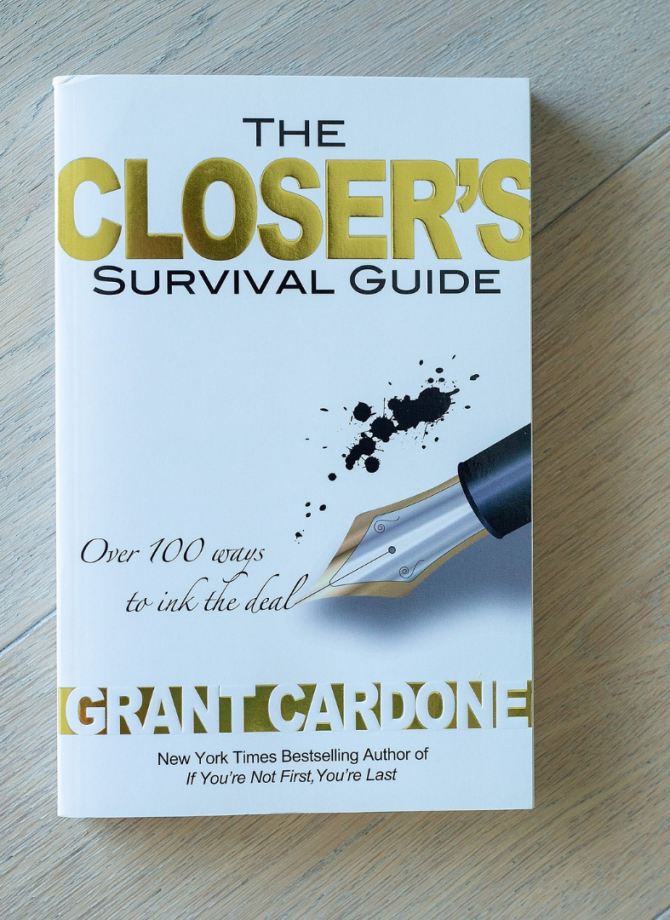 THE
CLOSER'S
SURVIVAL GUIDE
Over 100 ways
to ink the deal
GRANT CARDONE
New York Times Bestselling Author of
If You're Not First, You're Last